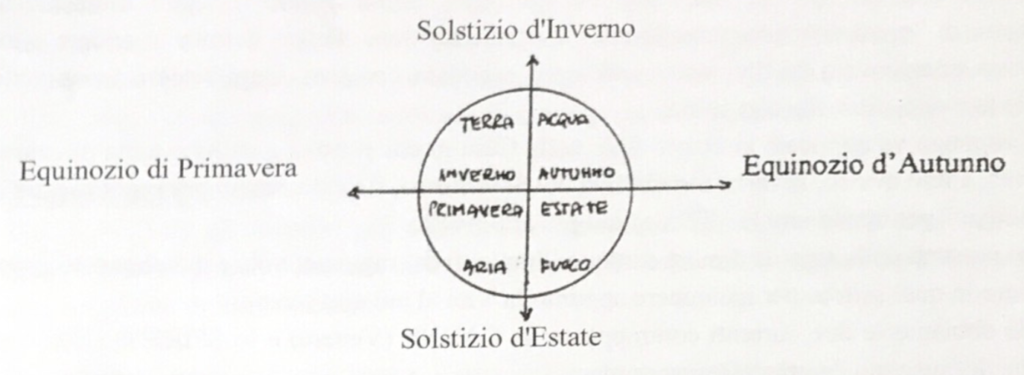 Solstizio d'Inverno
TERRA ACQUA
Equinozio di Primavera
Equinozio d'Autunno
INVERNO AUTUNNO
PRIMAVERA ESTATE
ARIA FUOCO
Solstizio d'Estate